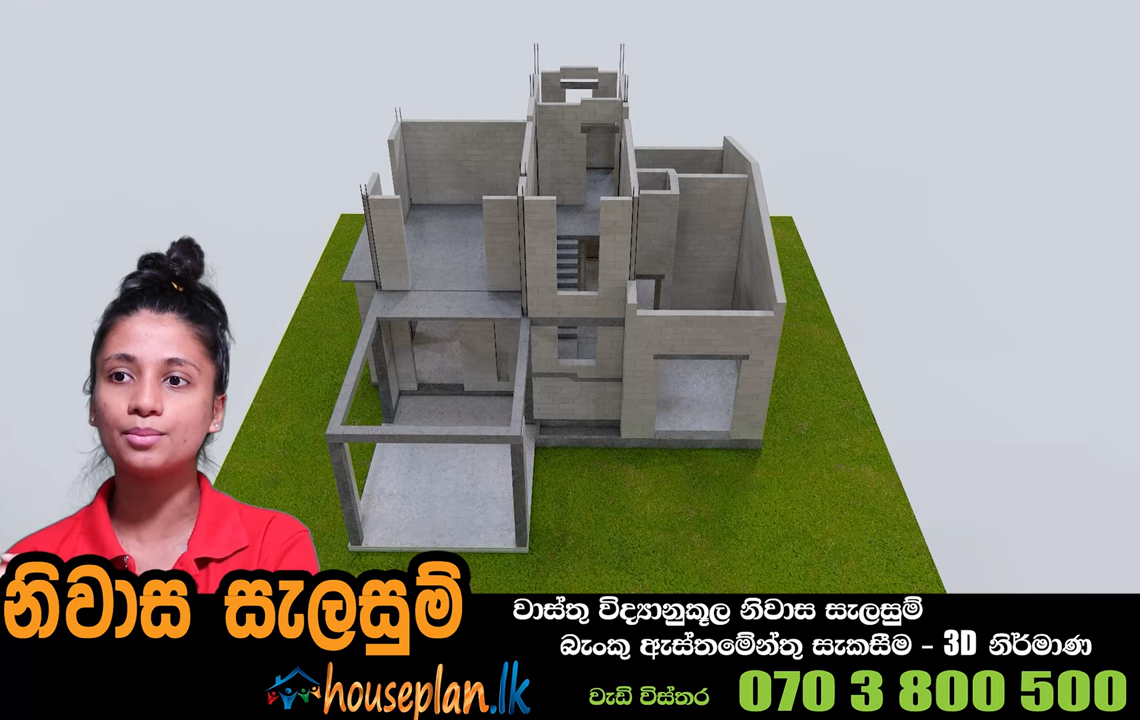 නිවාස සැලසුම්
වාස්තු විද්‍යානුකූල නිවාස සැලසුම්
බැංකු ඇස්තමේන්තු සැකසීම - 3D නිර්මාණ
houseplan.lk
වැඩි විස්තර 070 3 800 500